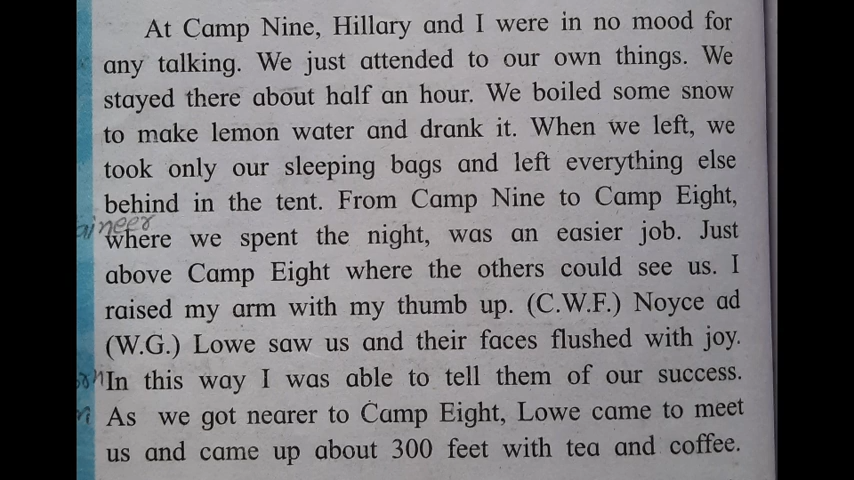 At Camp Nine, Hillary and I were in no mood for
any talking. We just attended to our own things. We
stayed there about half an hour. We boiled some snow
to make lemon water and drank it. When we left, we
took only our sleeping bags and left everything else
behind in the tent. From Camp Nine to Camp Eight,
aineer
where we spent the night, was an easier job. Just
above Camp Eight where the others could see us. I
raised my arm with my thumb up. (C.W.F.) Noyce ad
(W.G.) Lowe saw us and their faces flushed with joy.
In this way I was able to tell them of our success.
As we got nearer to Camp Eight, Lowe came to meet
us and came up about 300 feet with tea and coffee.